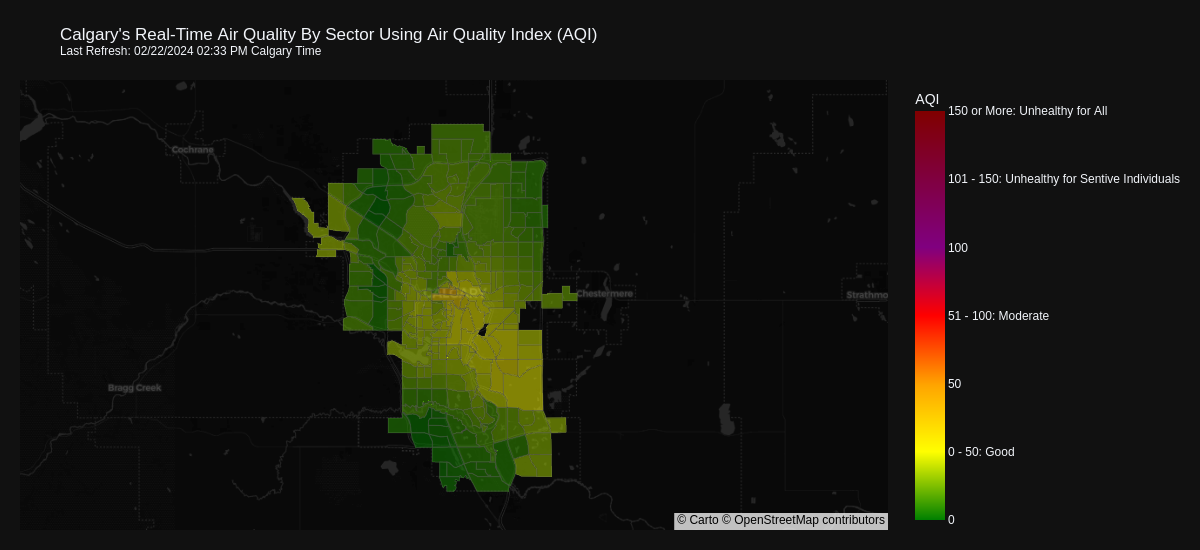 Calgary's Real-Time Air Quality By Sector Using Air Quality Index (AQI)
Last Refresh: 02/22/2024 02:33 PM Calgary Time
AQI
150 or More: Unhealthy for All
Cochrane
101 - 150: Unhealthy for Sentive Individuals
100
Chestermere
Strathmo
51 - 100: Moderate
Bragg Creek
50
0 - 50: Good
© Carto © OpenStreetMap contributors
0